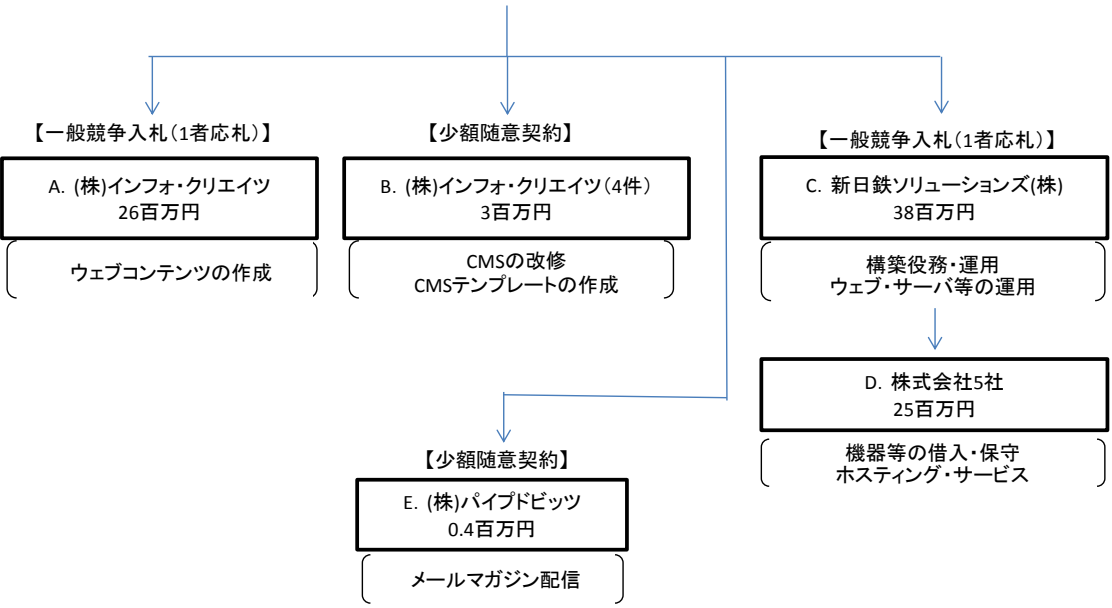 【一般競争入札(1者応札)】
A. (株)インフォ・クリエイツ
26百万円
ウェブコンテンツの作成
【少額随意契約】
B. (株)インフォ・クリエイツ(4件)
3百万円
CMSの改修
CMSテンプレートの作成
【一般競争入札(1者応札)】
C. 新日鉄ソリューションズ(株)
38百万円
構築役務・運用
ウェブ・サーバ等の運用
D. 株式会社5社
25百万円
機器等の借入・保守
ホスティング・サービス
【少額随意契約】
E. (株)パイプドビッツ
0.4百万円
メールマガジン配信